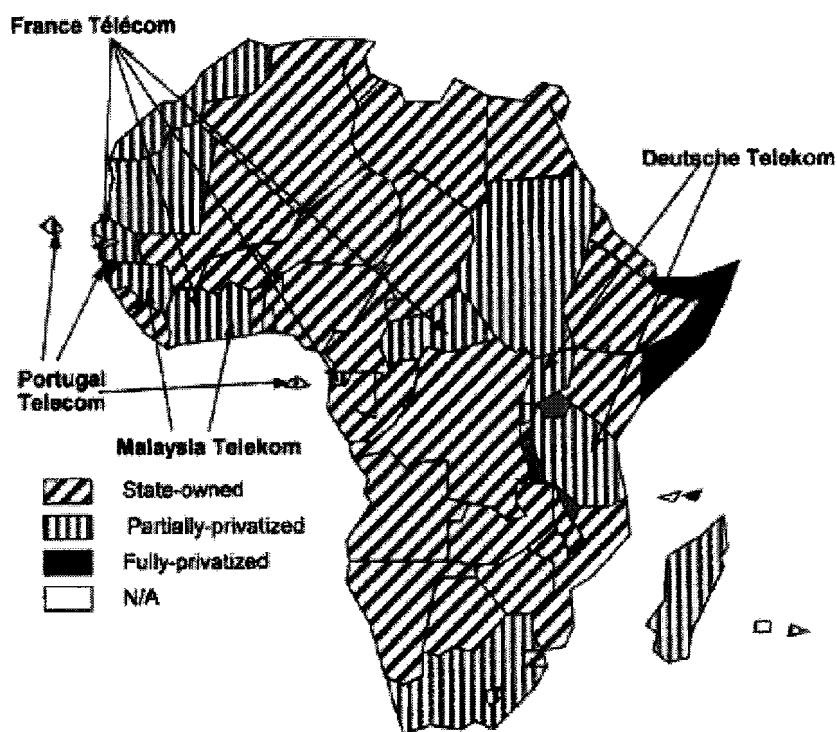 France Télécom
Deutsche Telekom
Portugal
Telecom
Malaysia Telekom
State-owned
Partially-privatized
Fully-privatized
N/A